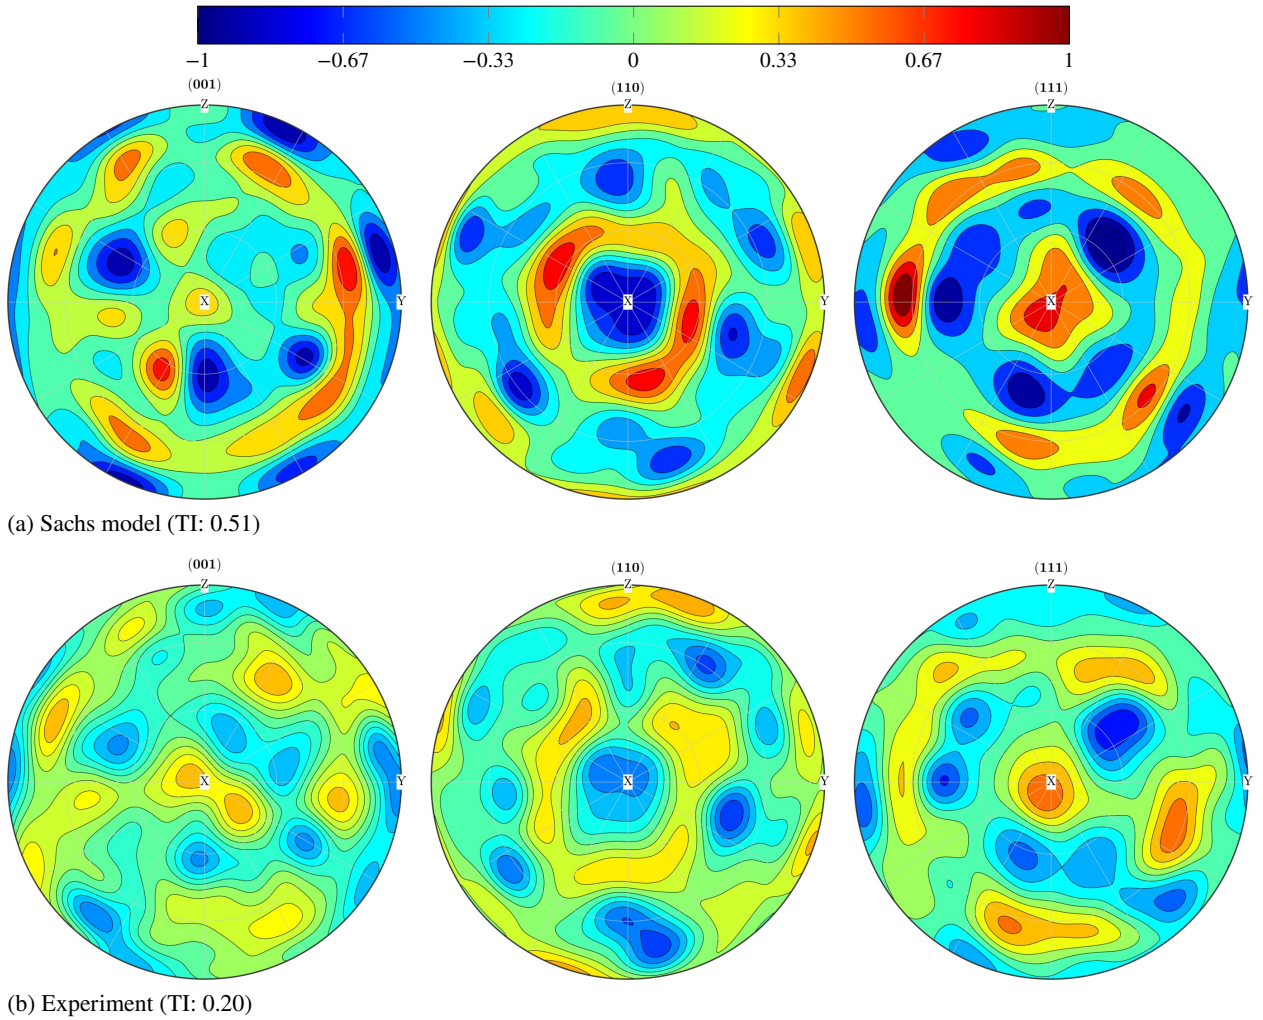 −1 −0.67 −0.33 0 0.33 0.67 1
(001) (110) (111)
Z Z Z
X Y X Y X Y
(a) Sachs model (TI: 0.51)
(001) (110) (111)
Z Z Z
X Y X Y X Y
(b) Experiment (TI: 0.20)